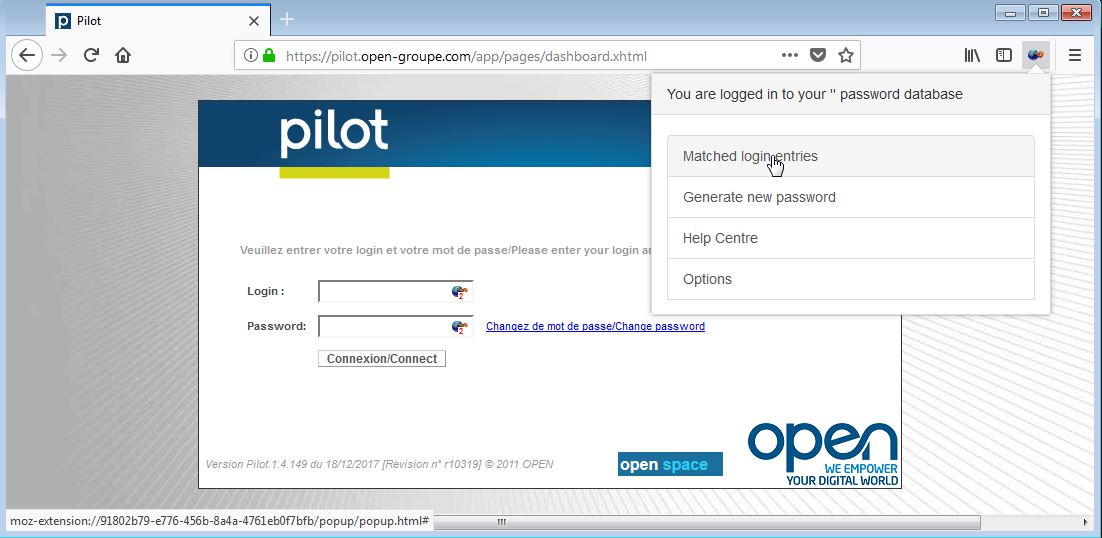 Pilot
https://pilot.open-groupe.com/app/pages/dashboard.xhtml
You are logged in to your '' password database
Matched login entries
Generate new password
Help Centre
Options
pilot
Veuillez entrer votre login et votre mot de passe/Please enter your login an
Login :
2
Password:
2
Changez de mot de passe/Change password
Connexion/Connect
open
WE EMPOWER
YOUR DIGITAL WORLD
Version Pilot.1.4.149 du 18/12/2017 [Revision n° r10319] © 2011 OPEN
open space
moz-extension://91802b79-e776-456b-8a4a-4761eb0f7bfb/popup/popup.html#